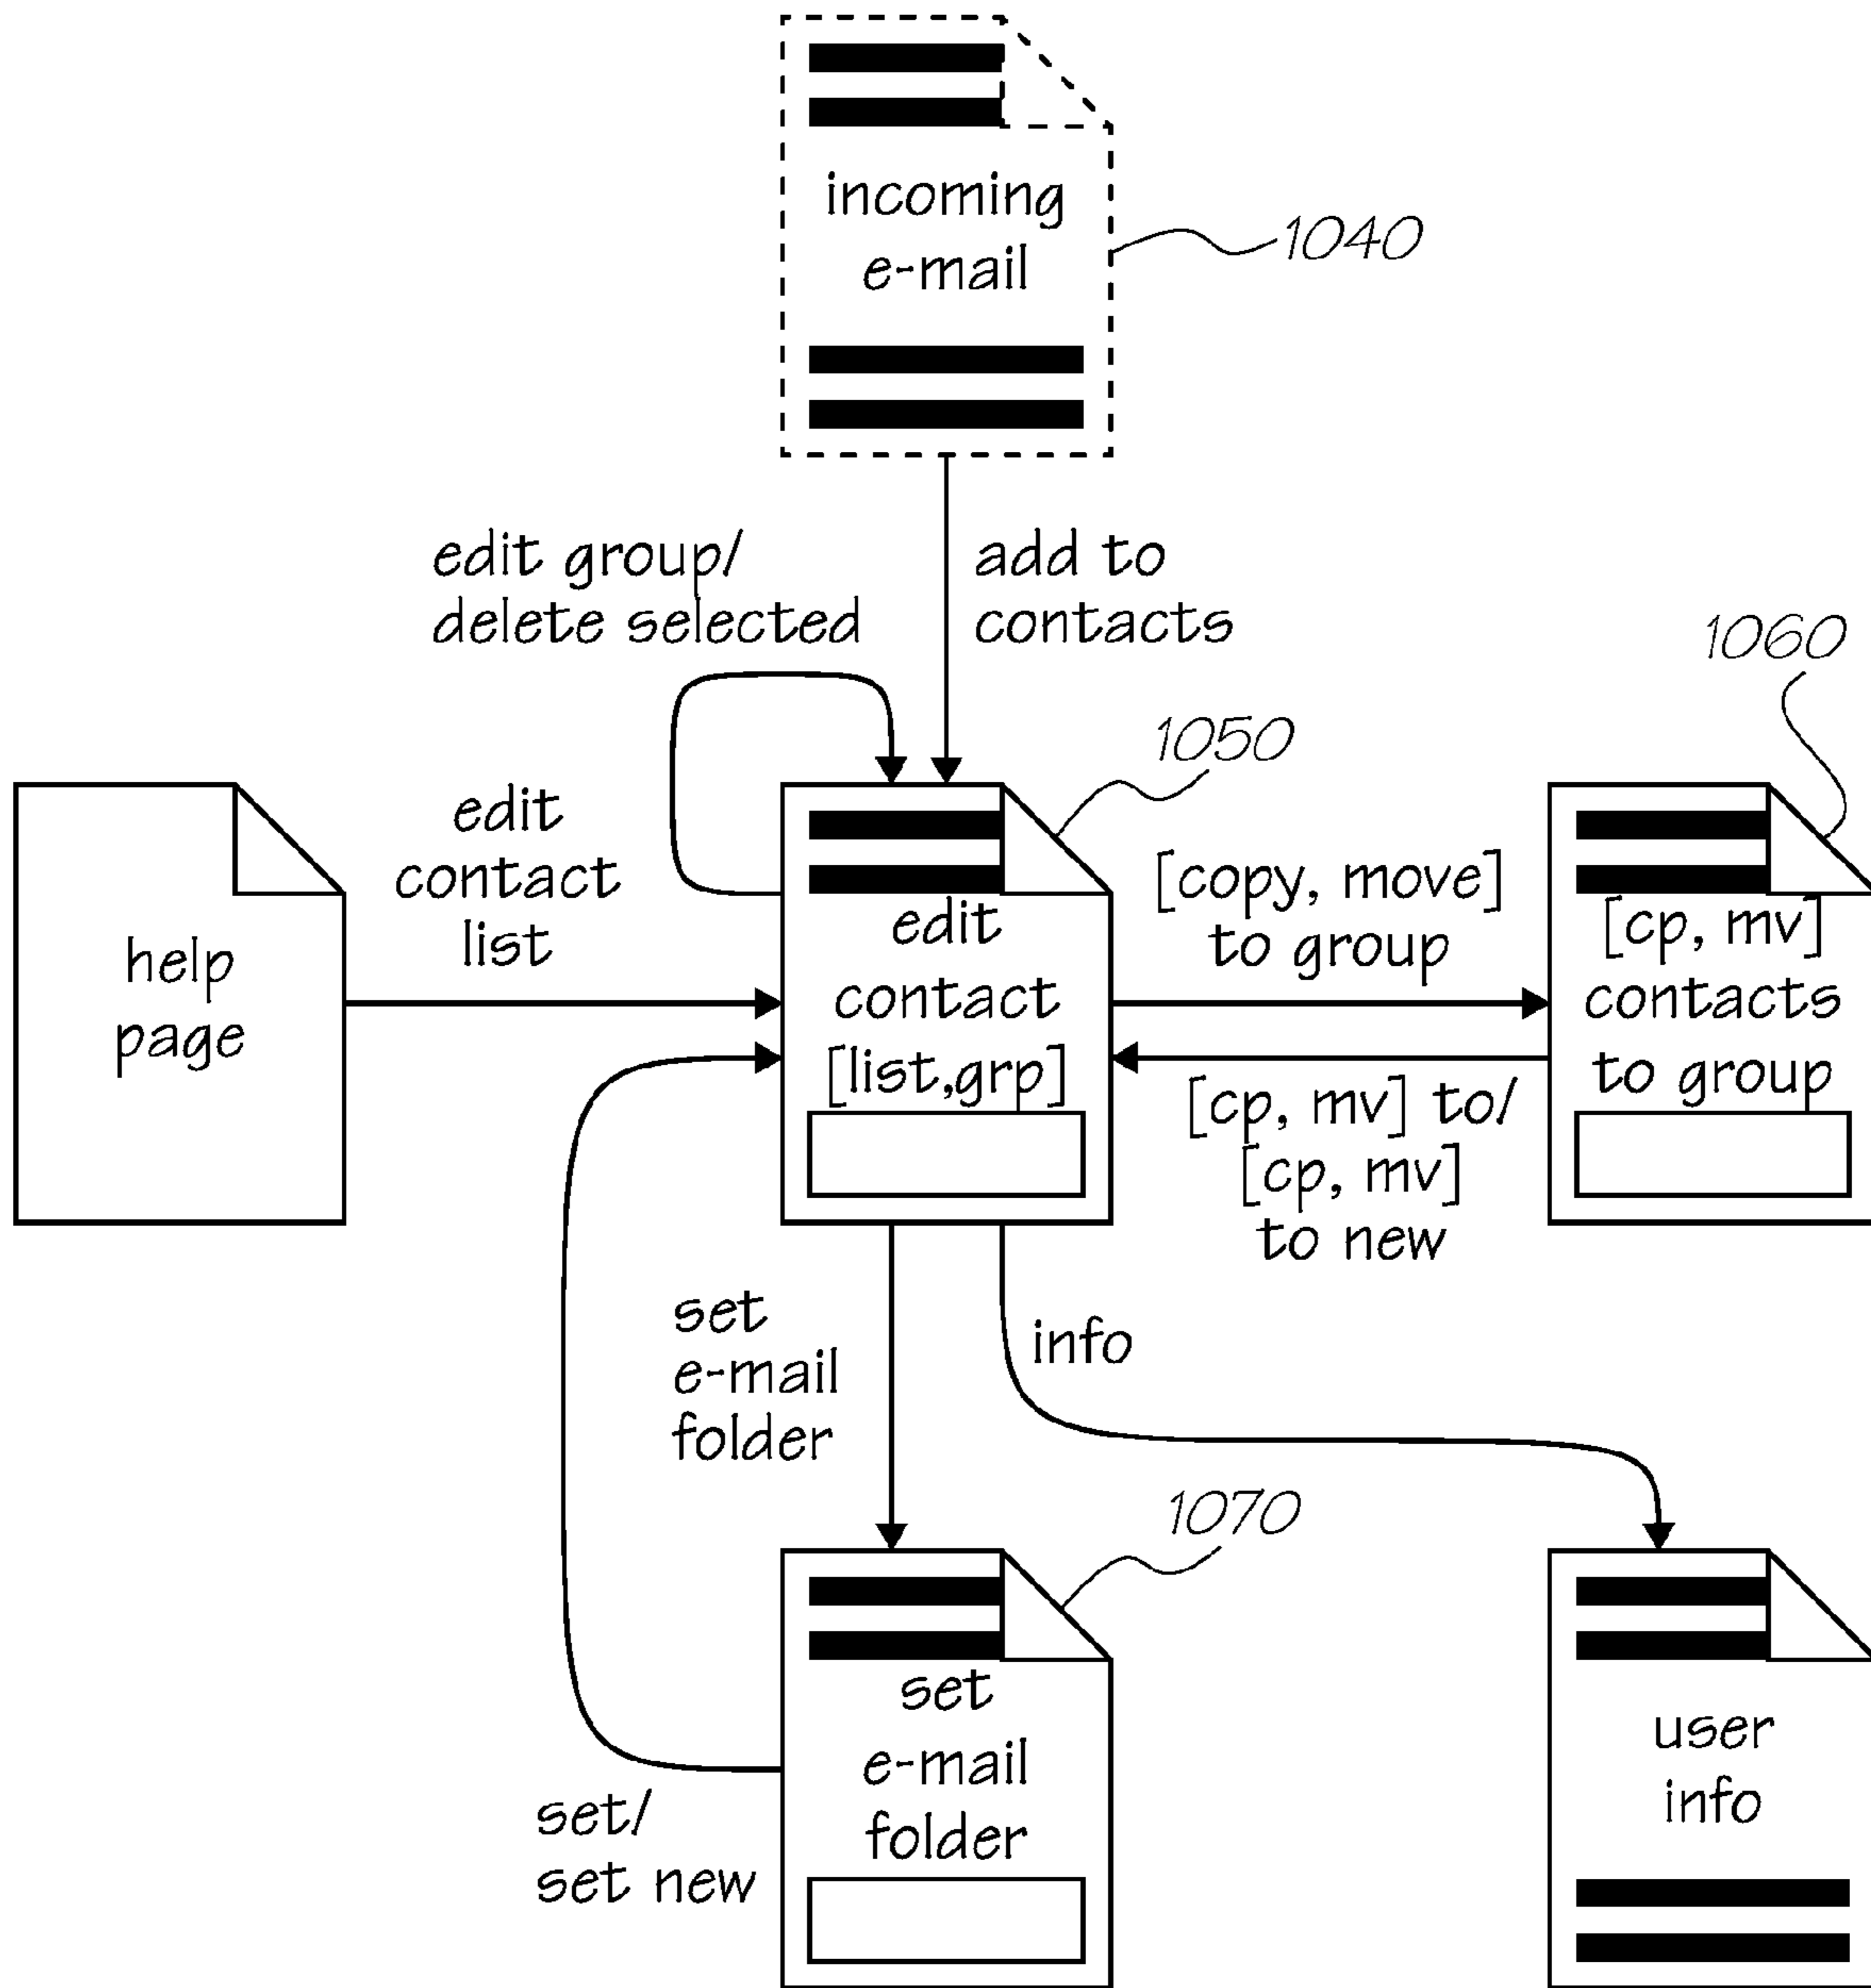 incoming
e-mail
1040
edit group/
delete selected
add to
contacts
1060
1050
help
page
edit
contact
list
edit
contact
[list,grp]
[copy, move]
to group
[cp, mv]
contacts
to group
[cp, mv] to/
[cp, mv]
to new
set
e-mail
folder
info
1070
set/
set new
set
e-mail
folder
user
info